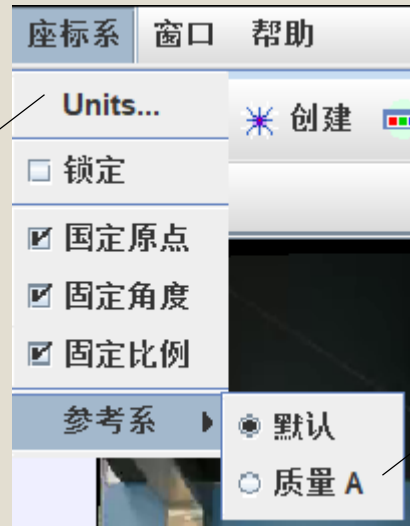 座标系 窗口 帮助
Units...
创建
锁定
国定原点
固定角度
固定比例
参考系
默认
质量 A